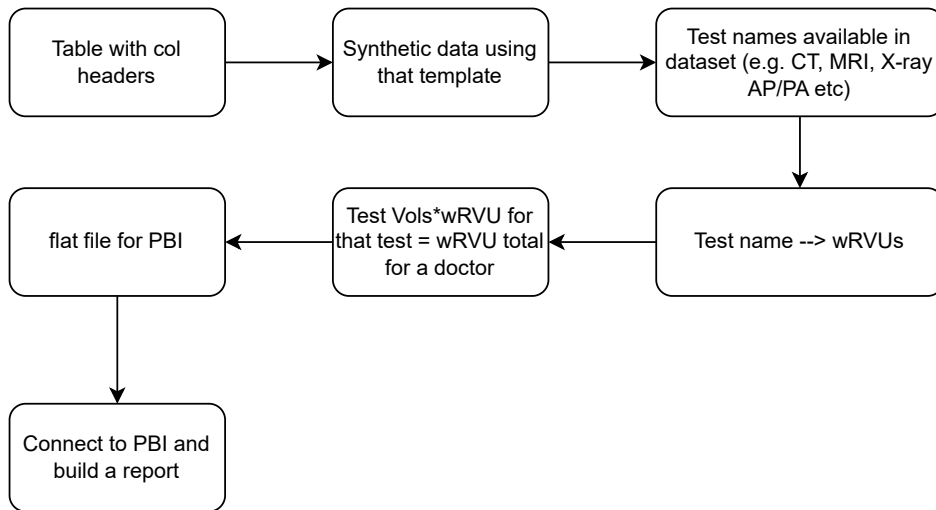 Table with col
headers
Synthetic data using
that template
Test names available in
dataset (e.g. CT, MRI, X-ray
AP/PA etc)
Test name --> wRVUs
Test Vols*wRVU for
that test = wRVU total
for a doctor
flat file for PBI
Connect to PBI and
build a report